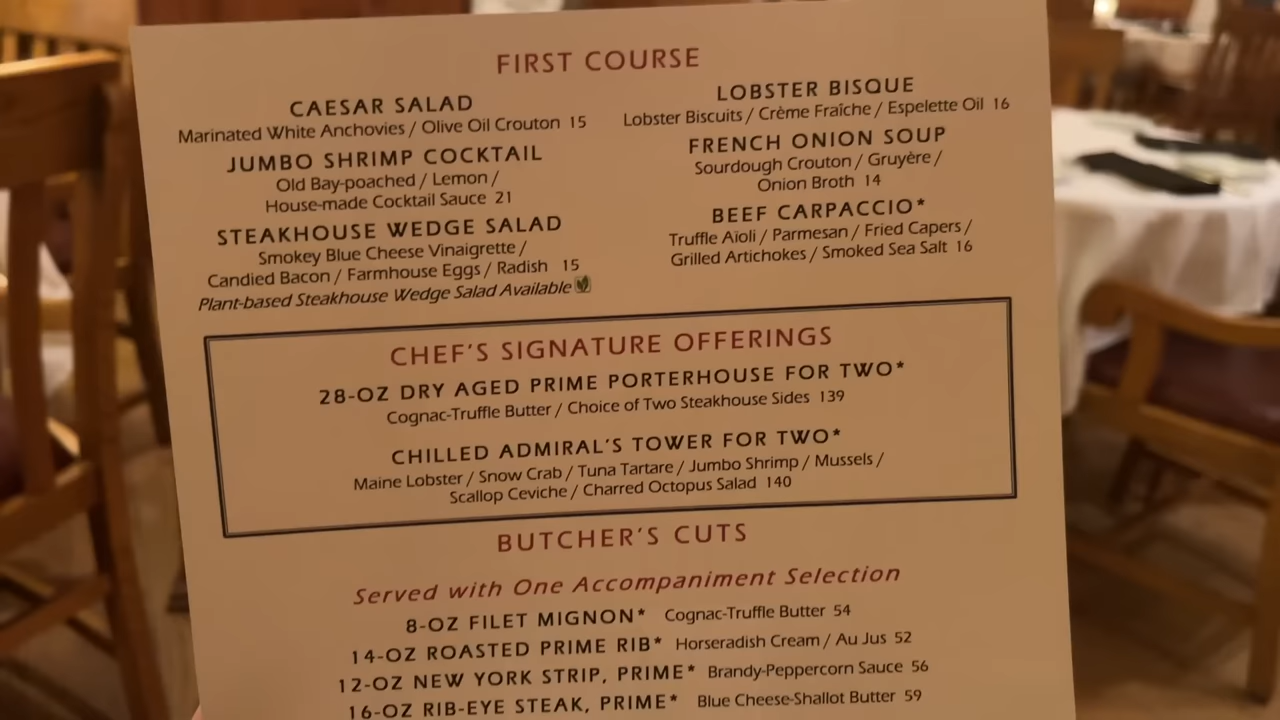 FIRST COURSE
CAESAR SALAD
Marinated White Anchovies / Olive Oil Crouton 15
JUMBO SHRIMP COCKTAIL
Old Bay-poached / Lemon /
House-made Cocktail Sauce 21
STEAKHOUSE WEDGE SALAD
Smokey Blue Cheese Vinaigrette /
Candied Bacon / Farmhouse Eggs / Radish 15
Plant-based Steakhouse Wedge Salad Available
LOBSTER BISQUE
Lobster Biscuits / Crème Fraîche / Espelette Oil 16
FRENCH ONION SOUP
Sourdough Crouton / Gruyère /
Onion Broth 14
BEEF CARPACCIO*
Truffle Aïoli / Parmesan / Fried Capers /
Grilled Artichokes / Smoked Sea Salt 16
CHEF'S SIGNATURE OFFERINGS
28-OZ DRY AGED PRIME PORTERHOUSE FOR TWO*
Cognac-Truffle Butter / Choice of Two Steakhouse Sides 139
CHILLED ADMIRAL'S TOWER FOR TWO*
Maine Lobster / Snow Crab / Tuna Tartare / Jumbo Shrimp / Mussels /
Scallop Ceviche / Charred Octopus Salad 140
BUTCHER'S CUTS
Served with One Accompaniment Selection
8-OZ FILET MIGNON* Cognac-Truffle Butter 54
14-OZ ROASTED PRIME RIB* Horseradish Cream / Au Jus 52
12-OZ NEW YORK STRIP, PRIME* Brandy-Peppercorn Sauce 56
16-OZ RIB-EYE STEAK, PRIME* Blue Cheese-Shallot Butter 59